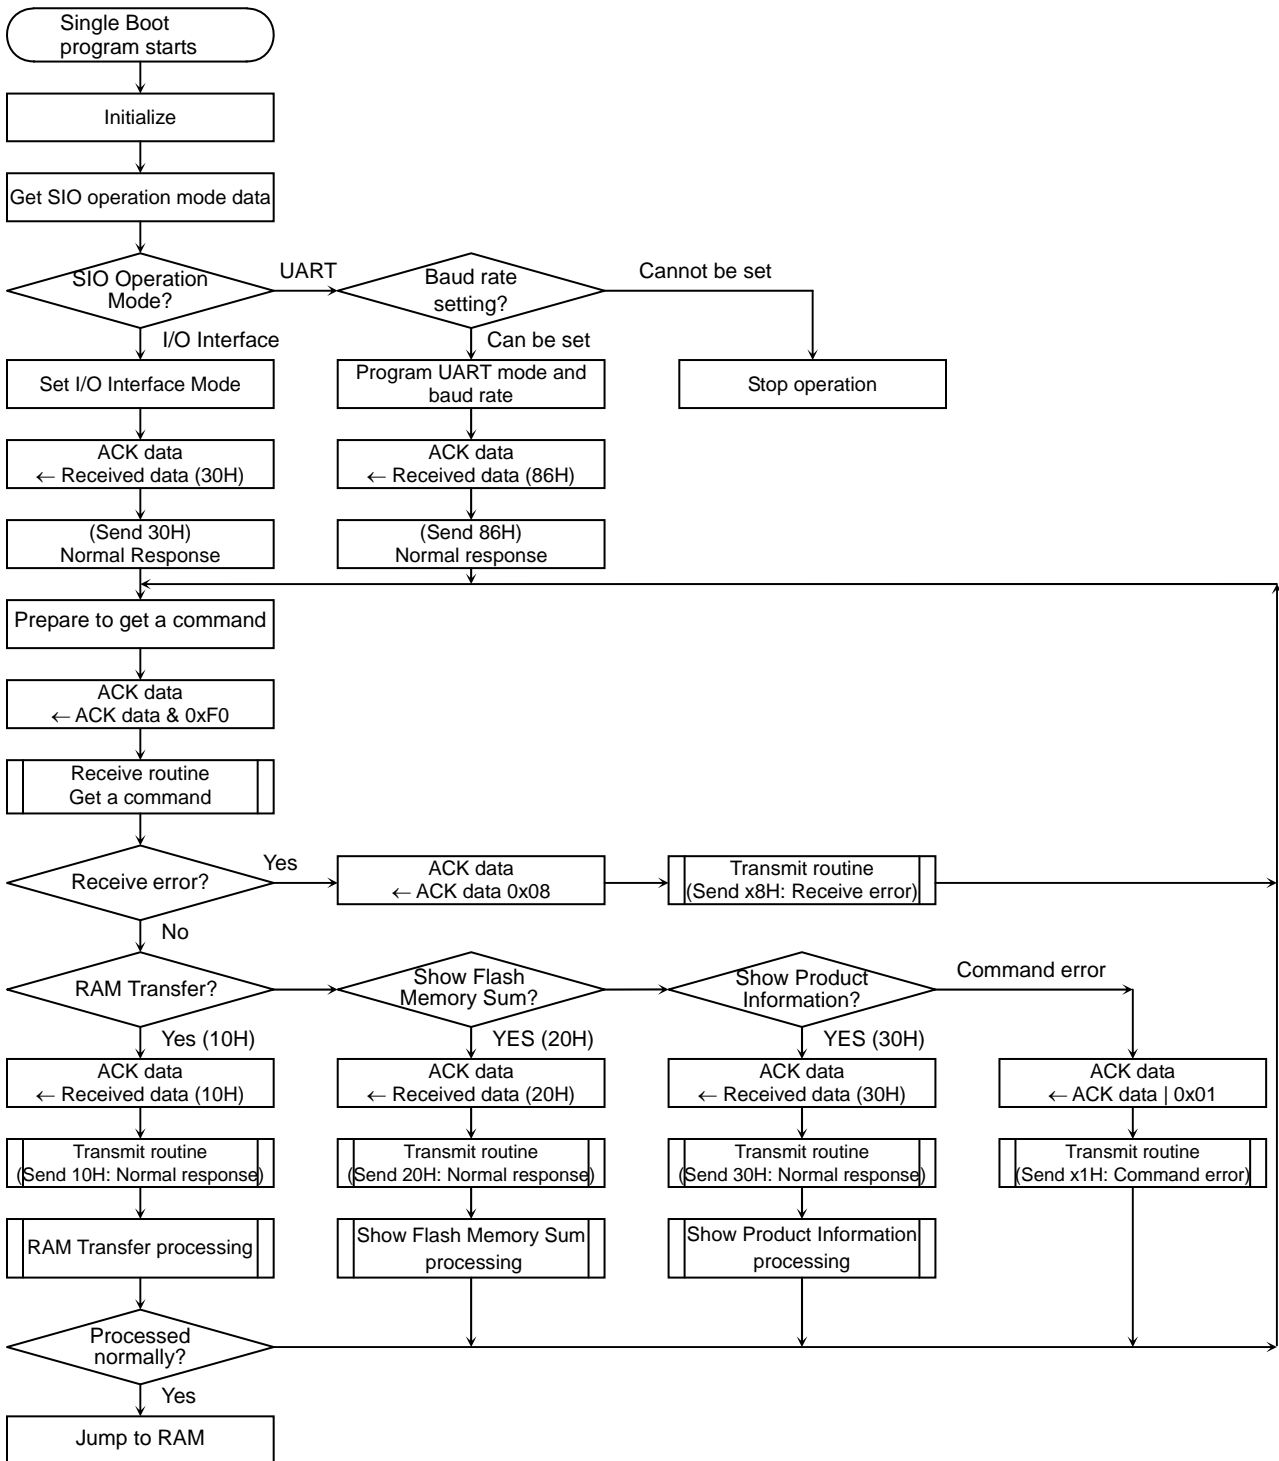 Single Boot
program starts
Initialize
Get SIO operation mode data
SIO Operation
Mode?
UART
Baud rate
setting?
Cannot be set
I/O Interface
Can be set
Set I/O Interface Mode
Program UART mode and
baud rate
Stop operation
ACK data
← Received data (30H)
ACK data
← Received data (86H)
(Send 30H)
Normal Response
(Send 86H)
Normal response
Prepare to get a command
ACK data
← ACK data & 0xF0
Receive routine
Get a command
Receive error?
Yes
ACK data
← ACK data 0x08
Transmit routine
(Send x8H: Receive error)
No
RAM Transfer?
Show Flash
Memory Sum?
Show Product
Information?
Command error
Yes (10H)
YES (20H)
YES (30H)
ACK data
← Received data (10H)
ACK data
← Received data (20H)
ACK data
← Received data (30H)
ACK data
← ACK data | 0x01
Transmit routine
(Send 10H: Normal response)
Transmit routine
(Send 20H: Normal response)
Transmit routine
(Send 30H: Normal response)
Transmit routine
(Send x1H: Command error)
RAM Transfer processing
Show Flash Memory Sum
processing
Show Product Information
processing
Processed
normally?
Yes
Jump to RAM